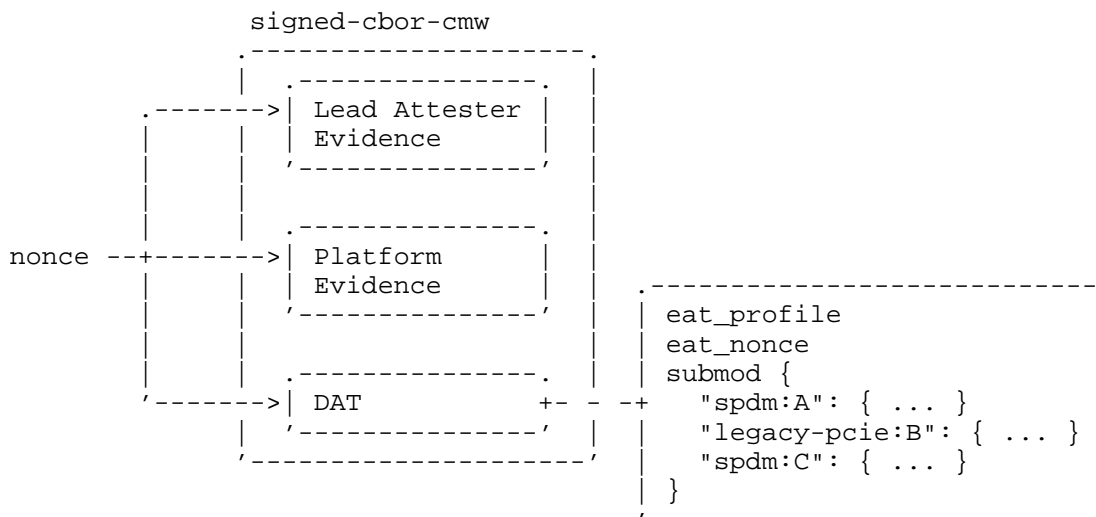 signed-cbor-cmw
Lead Attester
Evidence
nonce
Platform
Evidence
DAT
eat_profile
eat_nonce
submod {
"spdm:A": { ... }
"legacy-pcie:B": { ... }
"spdm:C": { ... }
}